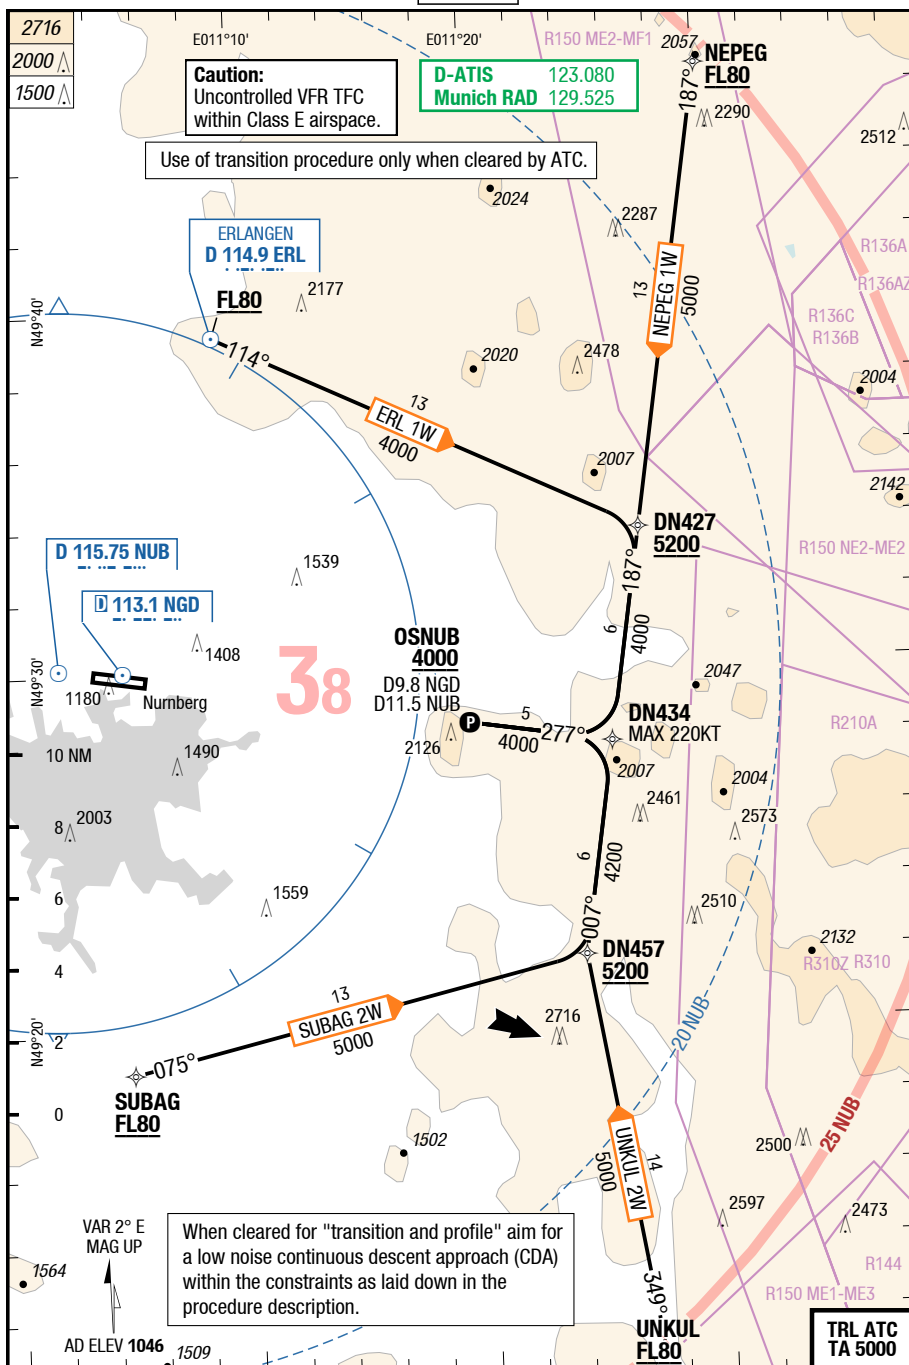 2716
2000
1500
E011°10'
E011°20'
R150 ME2-MF1
2057
NEPEG
FL80
187°
2290
2512
Caution:
Uncontrolled VFR TFC
within Class E airspace.
D-ATIS 123.080
Munich RAD 129.525
Use of transition procedure only when cleared by ATC.
2024
2287
ERLANGEN
D 114.9 ERL
FL80
2177
13
NEPEG 1W
5000
R136A
R136AZ
R136C
R136B
N49°40'
114°
2020
2478
2004
13
ERL 1W
4000
2007
2142
DN427
5200
R150 NE2-ME2
D 115.75 NUB
D 113.1 NGD
1539
187°
6
4000
1408
38
OSNUB
4000
D9.8 NGD
D11.5 NUB
N49°30'
1180
Nurnberg
2047
R210A
DN434
MAX 220KT
P
5
277°
4000
2126
10 NM
1490
2007
2004
2461
2573
8
2003
6
4200
6
1559
2510
007°
DN457
5200
2132
R310Z
R310
4
13
SUBAG 2W
5000
2716
20 NUB
N49°20'
2
075°
SUBAG
FL80
0
1502
UNKUL 2W
14
5000
2500
25 NUB
2597
2473
VAR 2° E
MAG UP
When cleared for "transition and profile" aim for
a low noise continuous descent approach (CDA)
within the constraints as laid down in the
procedure description.
1564
R144
R150 ME1-ME3
349°
UNKUL
FL80
AD ELEV 1046
1509
TRL ATC
TA 5000